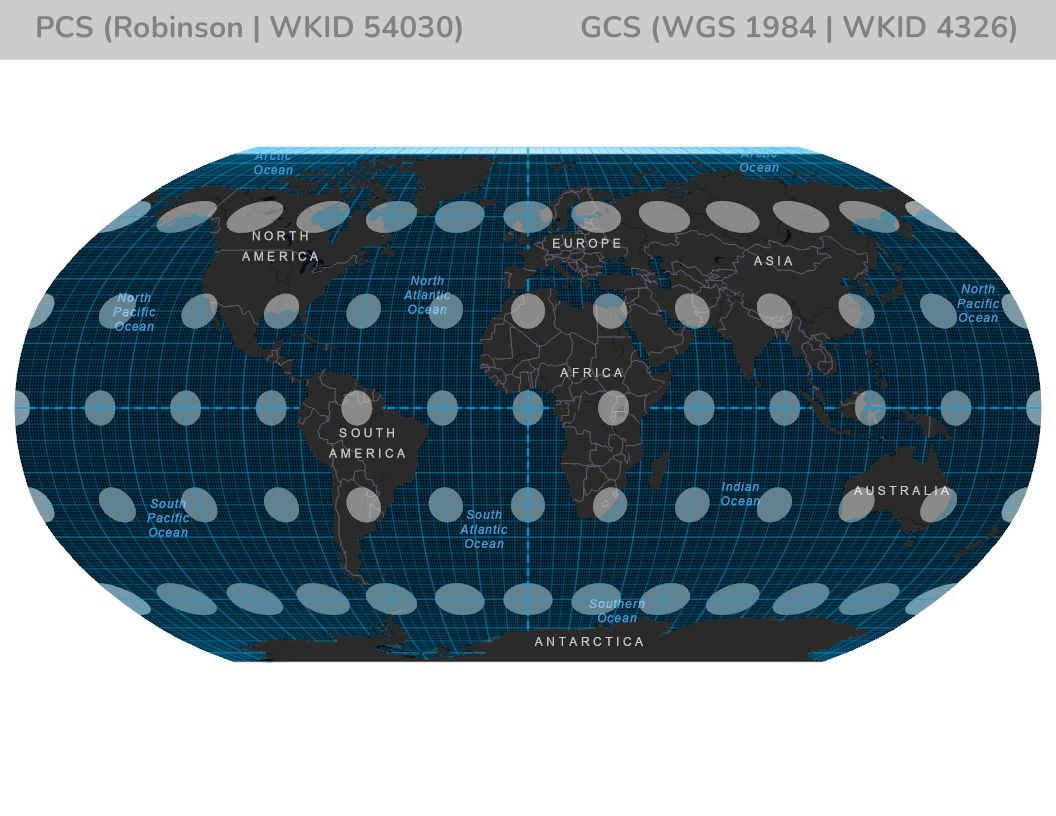 PCS (Robinson | WKID 54030)
GCS (WGS 1984 | WKID 4326)
Arctic
Ocean
Arctic
Ocean
NORTH
AMERICA
EUROPE
ASIA
North
Pacific
Ocean
North
Atlantic
Ocean
North
Pacific
Ocean
AFRICA
SOUTH
AMERICA
South
Pacific
Ocean
South
Atlantic
Ocean
Indian
Ocean
AUSTRALIA
Southern
Ocean
ANTARCTICA